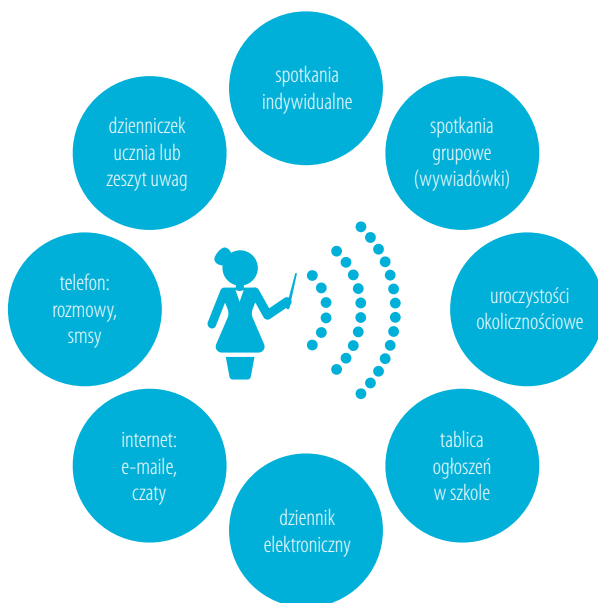 spotkania
indywidualne
spotkania
grupowe
(wywiadówki)
uroczystości
okolicznościowe
tablica
ogłoszeń
w szkole
dziennik
elektroniczny
internet:
e-maile,
czaty
telefon:
rozmowy,
smsy
dzienniczek
ucznia lub
zeszyt uwag